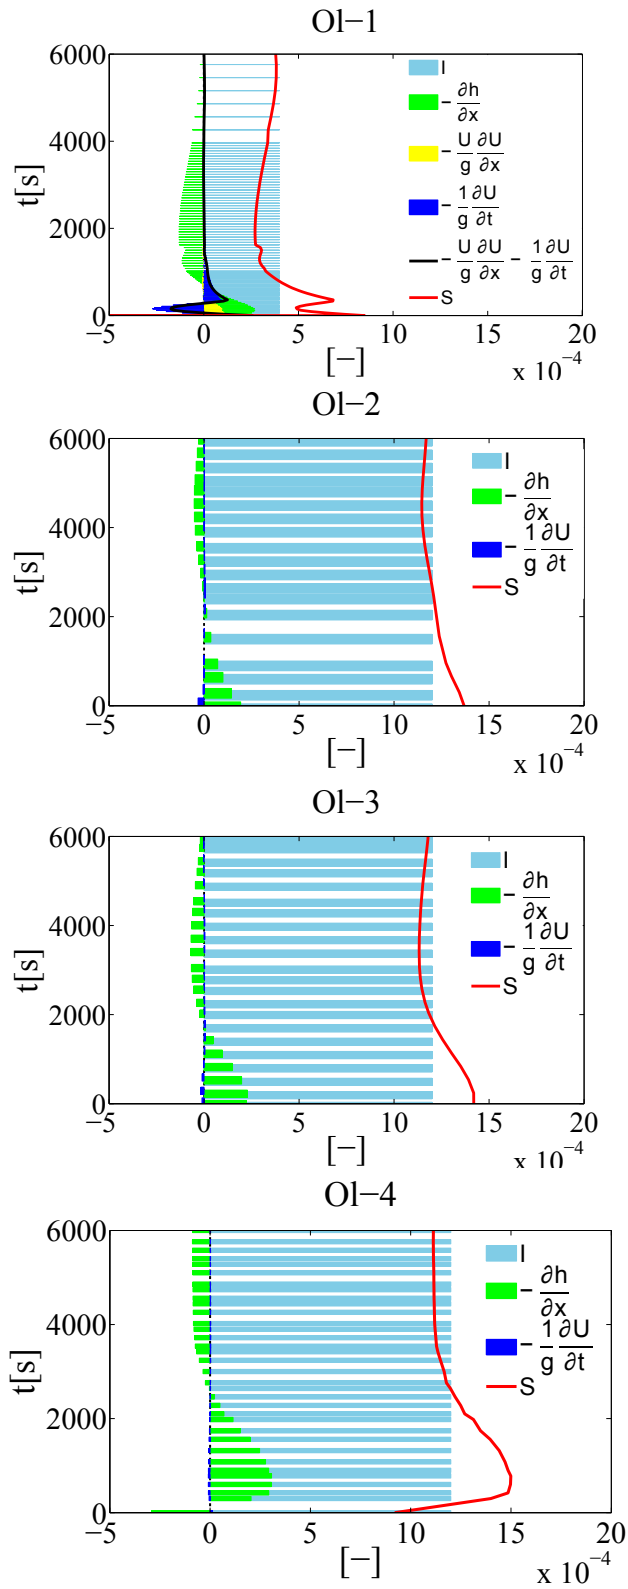 Ol−1
6000
4000
2000
0
t[s]
I
− ∂h/∂x
− U/g ∂U/∂x
− 1/g ∂U/∂t
− U/g ∂U/∂x − 1/g ∂U/∂t
S
−5 0 5 10 15 20
[−]
x 10⁻⁴
Ol−2
6000
4000
2000
0
t[s]
I
− ∂h/∂x
− 1/g ∂U/∂t
S
−5 0 5 10 15 20
[−]
x 10⁻⁴
Ol−3
6000
4000
2000
0
t[s]
I
− ∂h/∂x
− 1/g ∂U/∂t
S
−5 0 5 10 15 20
[−]
x 10⁻⁴
Ol−4
6000
4000
2000
0
t[s]
I
− ∂h/∂x
− 1/g ∂U/∂t
S
−5 0 5 10 15 20
[−]
x 10⁻⁴